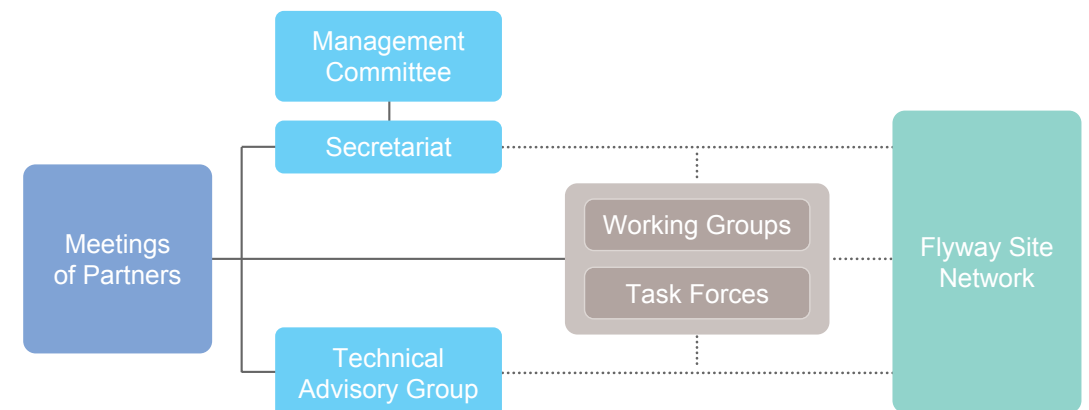 Management
Committee
Secretariat
Meetings
of Partners
Working Groups
Task Forces
Flyway Site
Network
Technical
Advisory Group